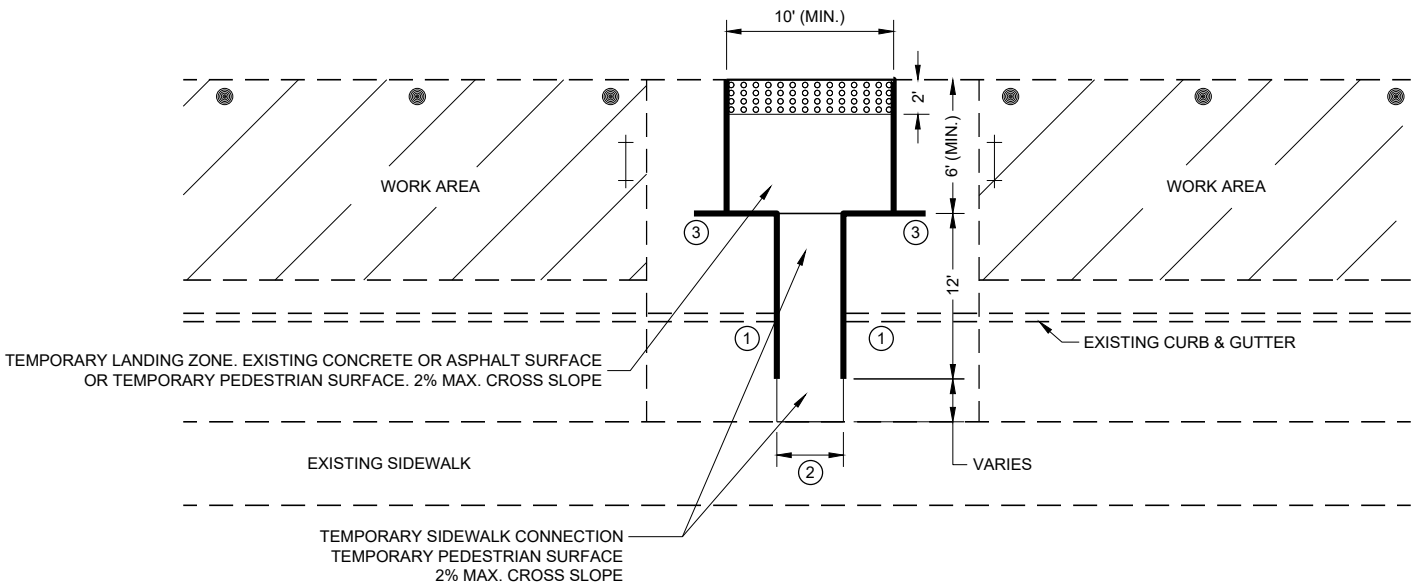 10' (MIN.)
2'
6' (MIN.)
WORK AREA
WORK AREA
3
3
12'
1
1
EXISTING CURB & GUTTER
TEMPORARY LANDING ZONE. EXISTING CONCRETE OR ASPHALT SURFACE
OR TEMPORARY PEDESTRIAN SURFACE. 2% MAX. CROSS SLOPE
EXISTING SIDEWALK
2
VARIES
TEMPORARY SIDEWALK CONNECTION
TEMPORARY PEDESTRIAN SURFACE
2% MAX. CROSS SLOPE